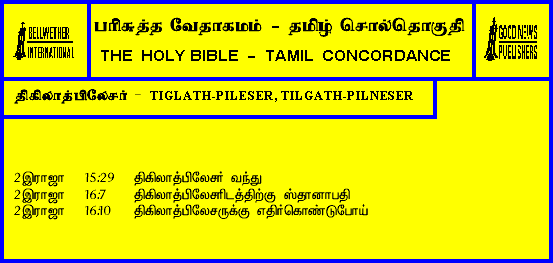 BELLWETHER
INTERNATIONAL
பரிசுத்த வேதாகமம் - தமிழ் சொல்தொகுதி
THE HOLY BIBLE - TAMIL CONCORDANCE
GOOD NEWS
PUBLISHERS
திகிலாத்பிலேசர் - TIGLATH-PILESER, TILGATH-PILNESER
2இராஜா 15:29 திகிலாத்பிலேசர் வந்து
2இராஜா 16:7 திகிலாத்பிலேசரிடத்திற்கு ஸ்தானாபதி
2இராஜா 16:10 திகிலாத்பிலேசருக்கு எதிர்கொண்டுபோய்